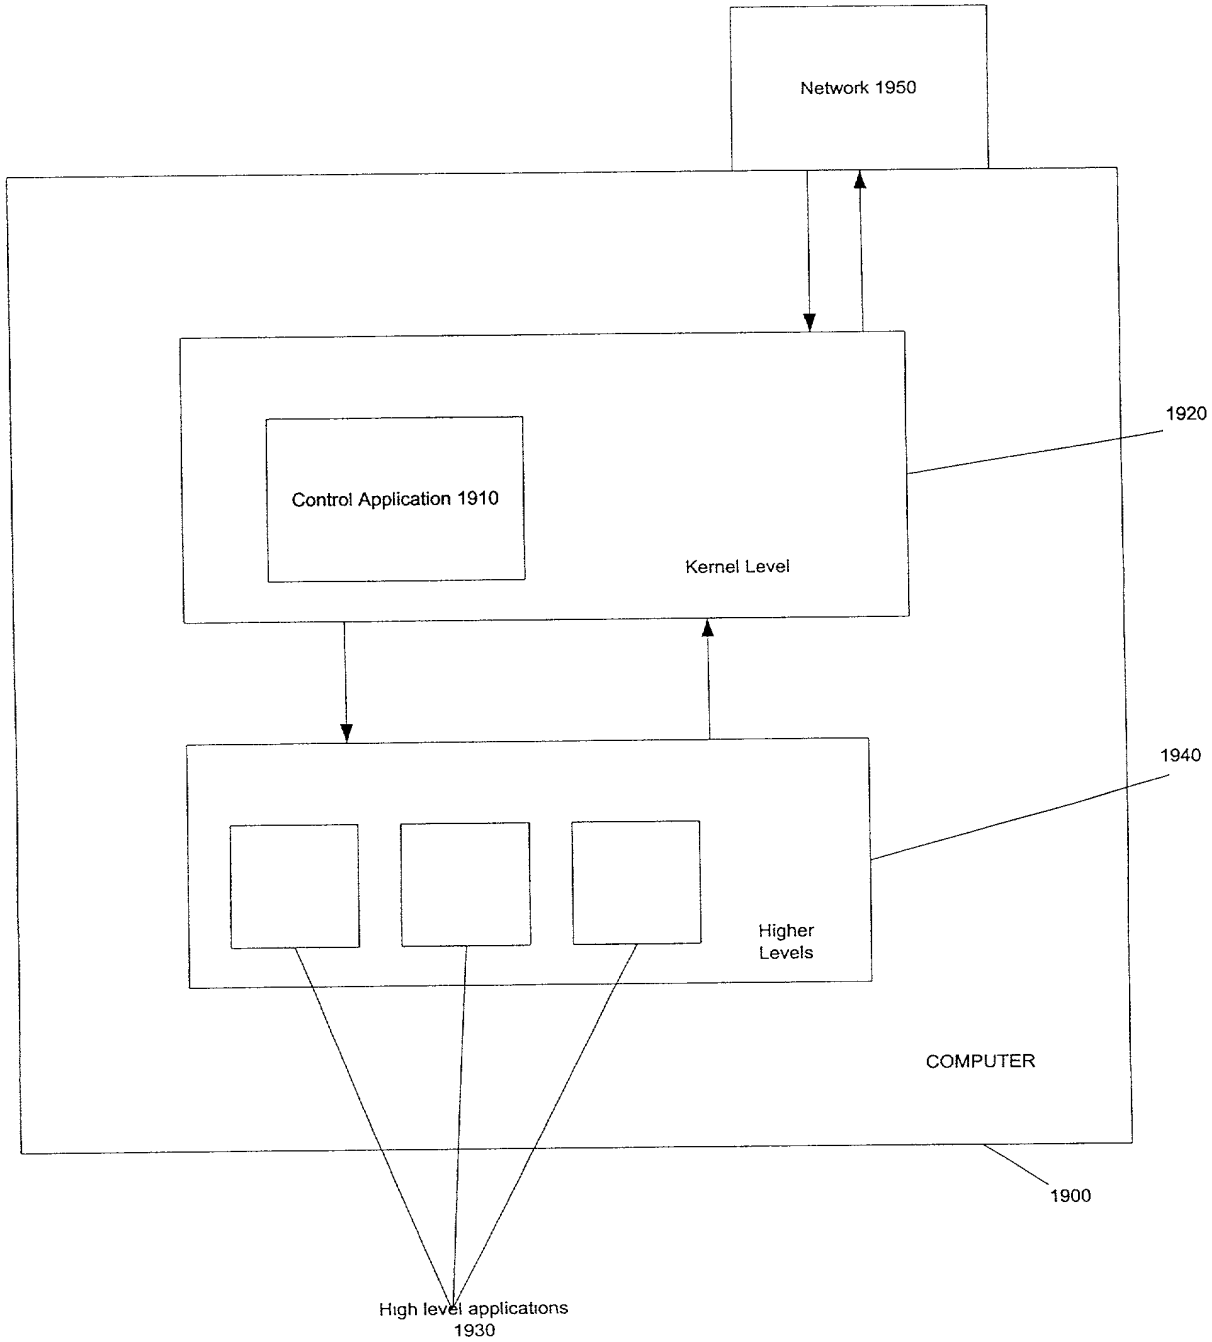 Network 1950
1920
Control Application 1910
Kernel Level
1940
Higher
Levels
COMPUTER
1900
High level applications
1930